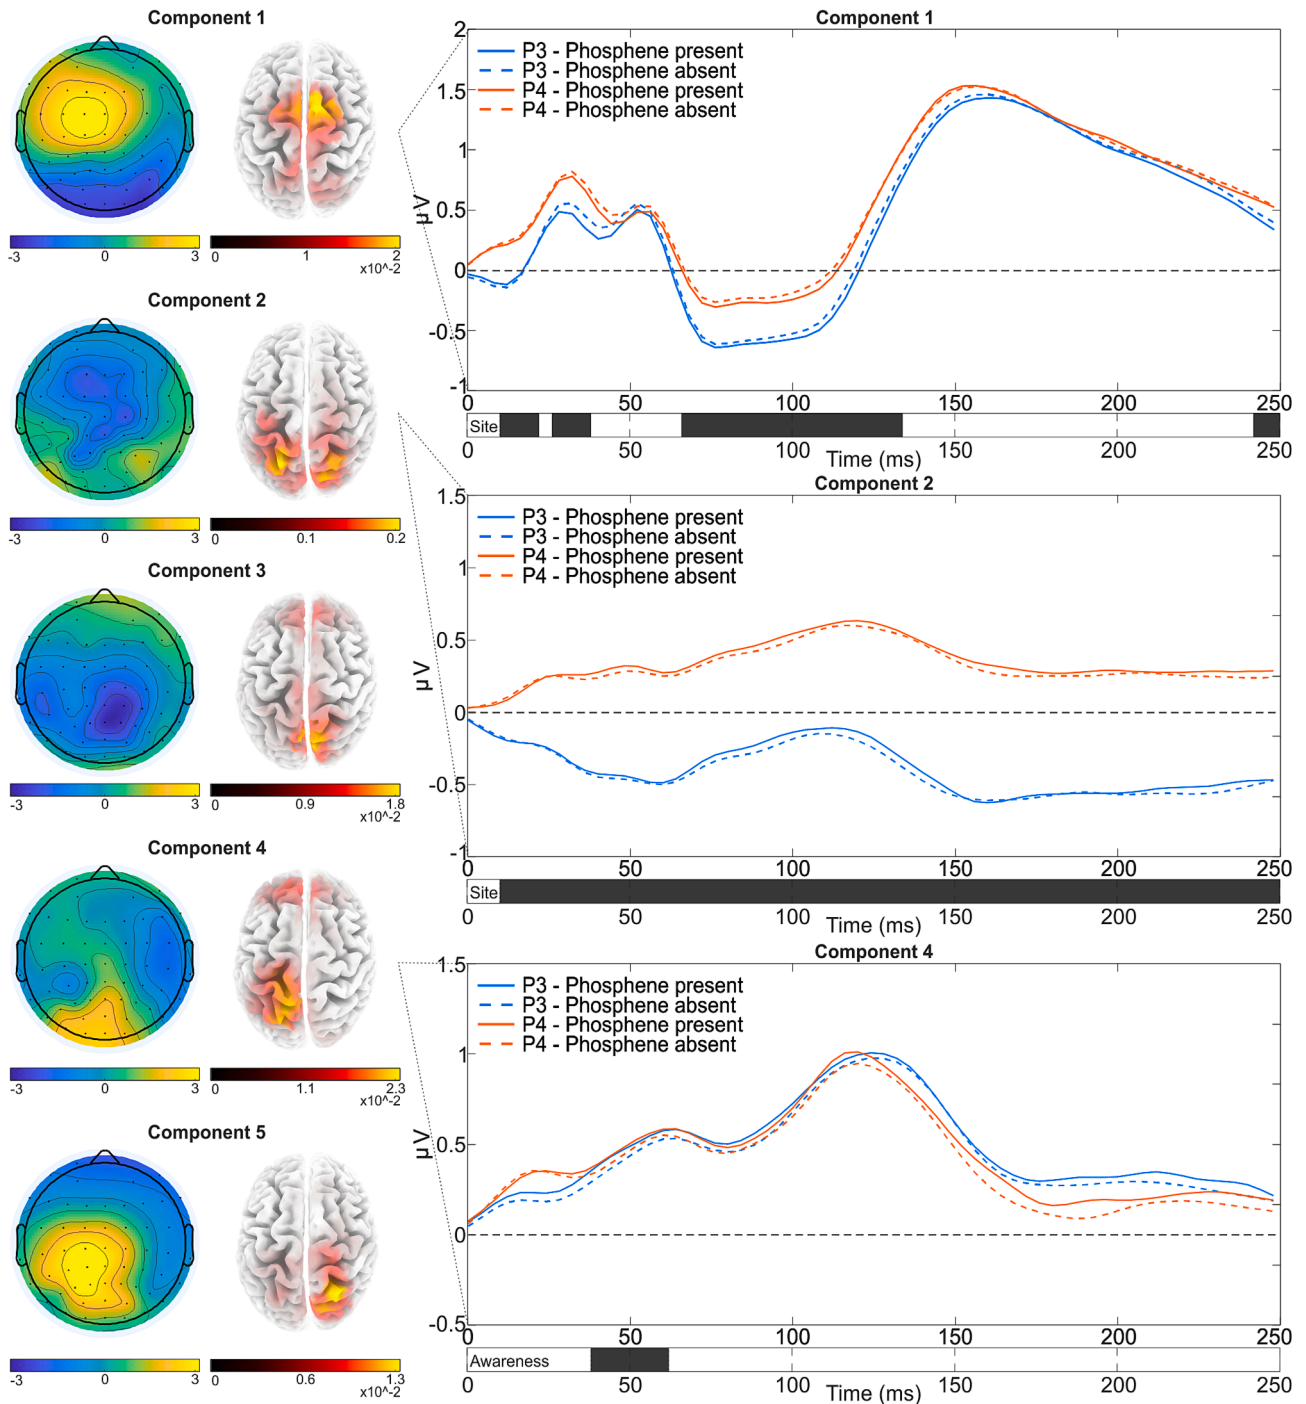 Component 1
-3
0
3
0
1
2
x10^-2
Component 2
-3
0
3
0
0.1
0.2
Component 3
-3
0
3
0
0.9
1.8
x10^-2
Component 4
-3
0
3
0
1.1
2.3
x10^-2
Component 5
-3
0
3
0
0.6
1.3
x10^-2
Component 1
P3 - Phosphene present
P3 - Phosphene absent
P4 - Phosphene present
P4 - Phosphene absent
2
1.5
1
0.5
0
-0.5
-1
µV
0 50 100 150 200 250
Site
0 50 100 150 200 250
Time (ms)
Component 2
P3 - Phosphene present
P3 - Phosphene absent
P4 - Phosphene present
P4 - Phosphene absent
1.5
1
0.5
0
-0.5
-1
µV
0 50 100 150 200 250
Site
0 50 100 150 200 250
Time (ms)
Component 4
P3 - Phosphene present
P3 - Phosphene absent
P4 - Phosphene present
P4 - Phosphene absent
1.5
1
0.5
0
-0.5
µV
0 50 100 150 200 250
Awareness
0 50 100 150 200 250
Time (ms)